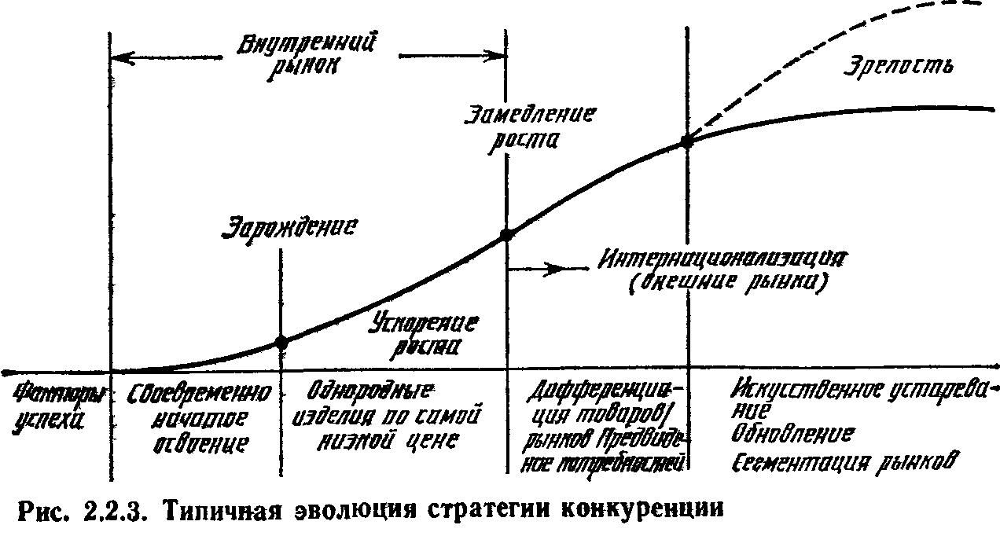 Внутренний
рынок
Зрелость
Замедление
роста
Зарождение
Интернационализация
(внешние рынки)
Ускорение
роста
Факторы
успеха
Своевременно
начатое
освоение
Однородные
изделия по самой
низкой цене
Дифференциа-
ция товаров/
рынков Предвиде-
ние потребностей
Искусственное устарева-
ние
Обновление
Сегментация рынков
Рис. 2.2.3. Типичная эволюция стратегии конкуренции